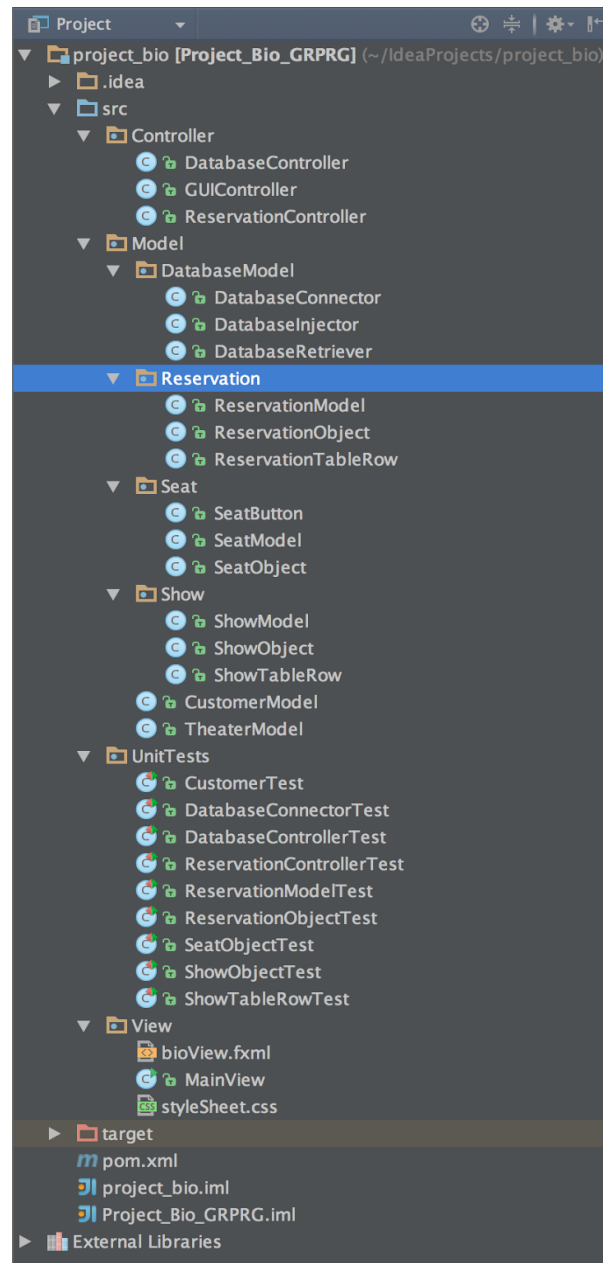 Project
project_bio [Project_Bio_GRPRG] (~/IdeaProjects/project_bio)
.idea
src
Controller
DatabaseController
GUIController
ReservationController
Model
DatabaseModel
DatabaseConnector
DatabaseInjector
DatabaseRetriever
Reservation
ReservationModel
ReservationObject
ReservationTableRow
Seat
SeatButton
SeatModel
SeatObject
Show
ShowModel
ShowObject
ShowTableRow
CustomerModel
TheaterModel
UnitTests
CustomerTest
DatabaseConnectorTest
DatabaseControllerTest
ReservationControllerTest
ReservationModelTest
ReservationObjectTest
SeatObjectTest
ShowObjectTest
ShowTableRowTest
View
bioView.fxml
MainView
styleSheet.css
target
pom.xml
project_bio.iml
Project_Bio_GRPRG.iml
External Libraries